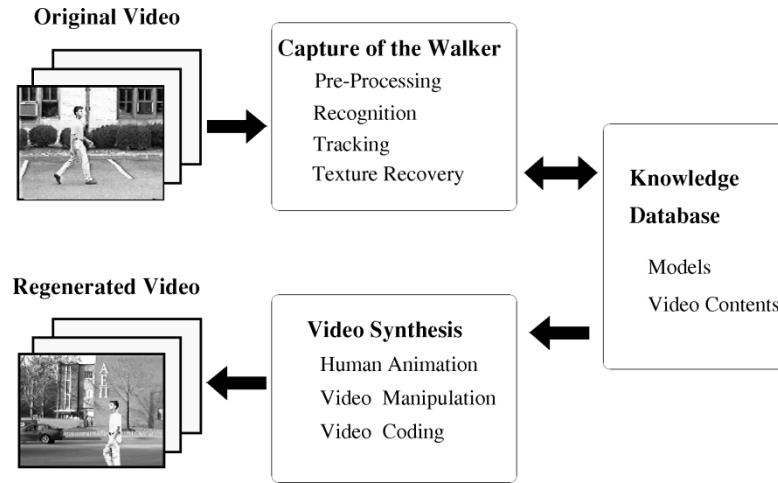 Original Video
Capture of the Walker
Pre-Processing
Recognition
Tracking
Texture Recovery
Knowledge
Database
Models
Video Contents
Regenerated Video
Video Synthesis
Human Animation
Video Manipulation
Video Coding